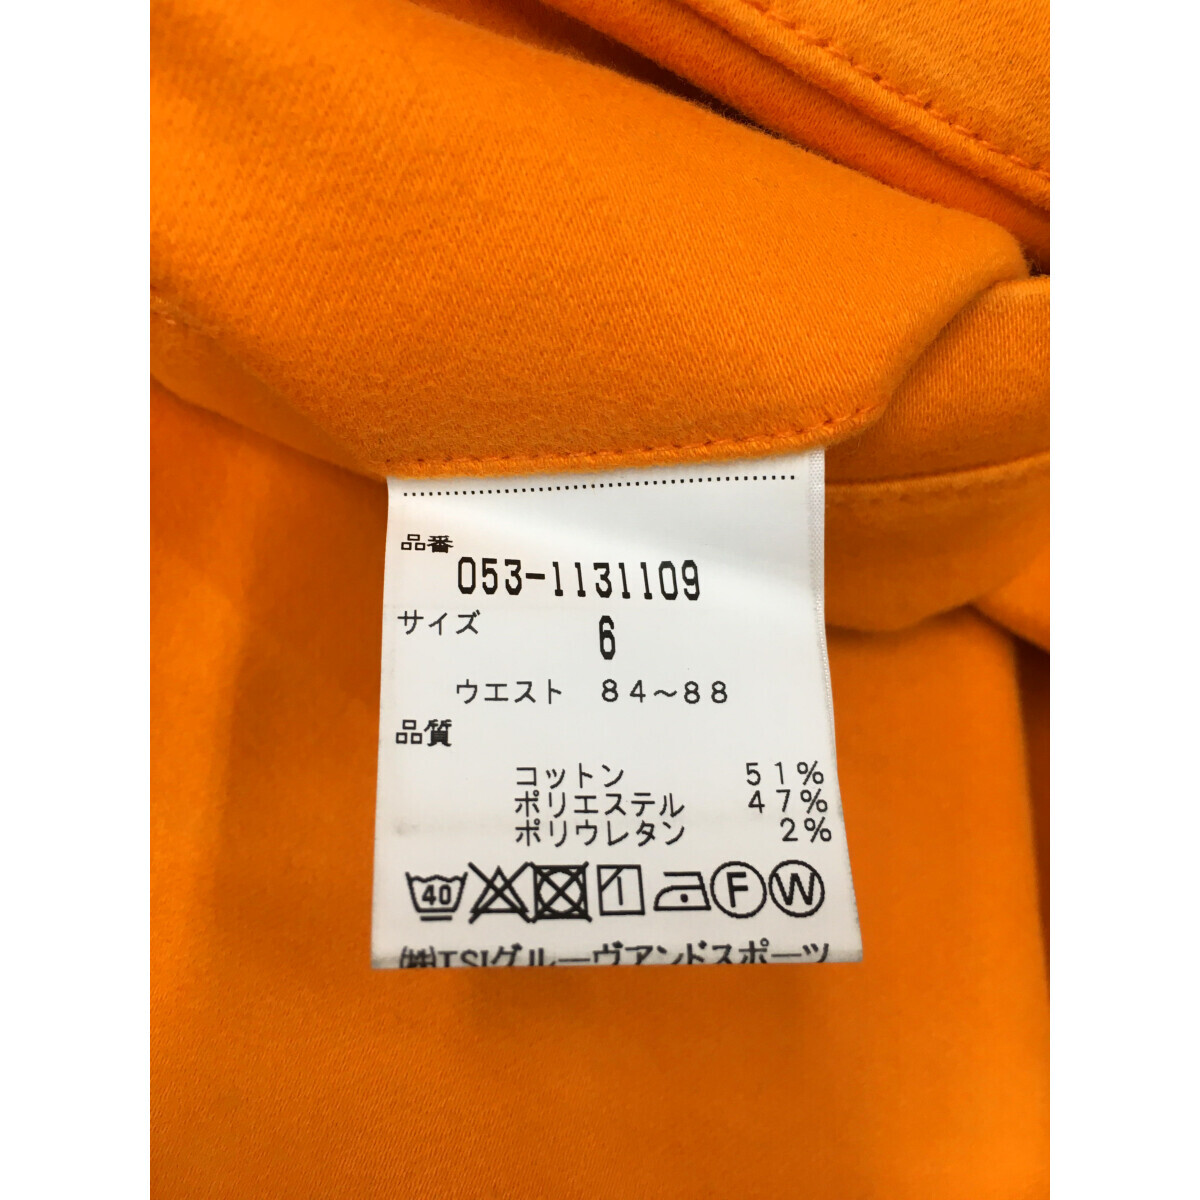 品番
053-1131109
サイズ 6
ウエスト 84～88
品質
コットン 51%
ポリエステル 47%
ポリウレタン 2%
40 F W
㈱TSIグルーヴアンドスポーツ